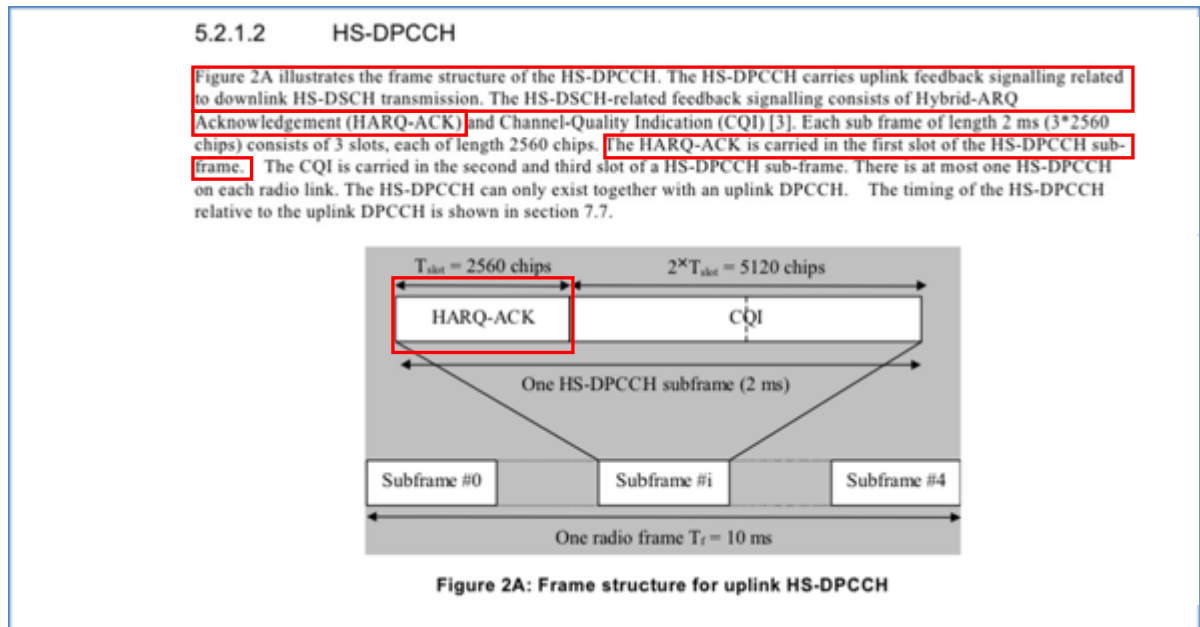 5.2.1.2 HS-DPCCH
Figure 2A illustrates the frame structure of the HS-DPCCH. The HS-DPCCH carries uplink feedback signalling related
to downlink HS-DSCH transmission. The HS-DSCH-related feedback signalling consists of Hybrid-ARQ
Acknowledgement (HARQ-ACK) and Channel-Quality Indication (CQI) [3]. Each sub frame of length 2 ms (3*2560
chips) consists of 3 slots, each of length 2560 chips. The HARQ-ACK is carried in the first slot of the HS-DPCCH sub-
frame. The CQI is carried in the second and third slot of a HS-DPCCH sub-frame. There is at most one HS-DPCCH
on each radio link. The HS-DPCCH can only exist together with an uplink DPCCH. The timing of the HS-DPCCH
relative to the uplink DPCCH is shown in section 7.7.
Tslot = 2560 chips 2×Tslot = 5120 chips
HARQ-ACK CQI
One HS-DPCCH subframe (2 ms)
Subframe #0 Subframe #i Subframe #4
One radio frame Tf = 10 ms
Figure 2A: Frame structure for uplink HS-DPCCH